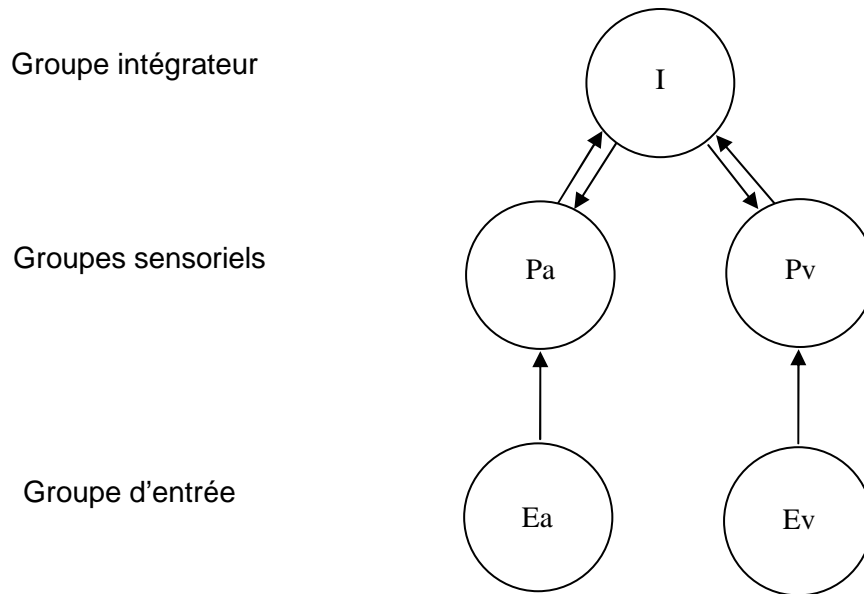 Groupe intégrateur
I
Groupes sensoriels
Pa
Pv
Groupe d'entrée
Ea
Ev